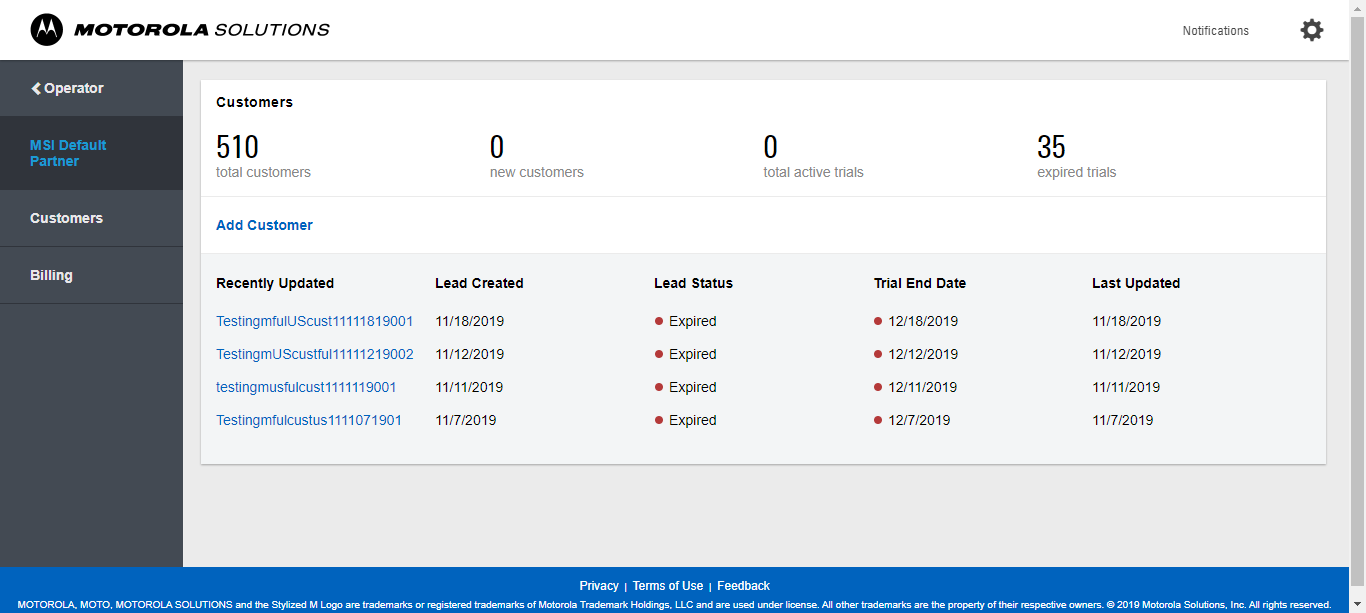 MOTOROLA SOLUTIONS
Notifications
Operator
MSI Default
Partner
Customers
Billing
Customers
510 0 0 35
total customers new customers total active trials expired trials
Add Customer
Recently Updated Lead Created Lead Status Trial End Date Last Updated
TestingmfulUScust11111819001 11/18/2019 Expired 12/18/2019 11/18/2019
TestingmUScustful11111219002 11/12/2019 Expired 12/12/2019 11/12/2019
testingmusfulcust1111119001 11/11/2019 Expired 12/11/2019 11/11/2019
Testingmfulcustus1111071901 11/7/2019 Expired 12/7/2019 11/7/2019
Privacy | Terms of Use | Feedback
MOTOROLA, MOTO, MOTOROLA SOLUTIONS and the Stylized M Logo are trademarks or registered trademarks of Motorola Trademark Holdings, LLC and are used under license. All other trademarks are the property of their respective owners. © 2019 Motorola Solutions, Inc. All rights reserved.